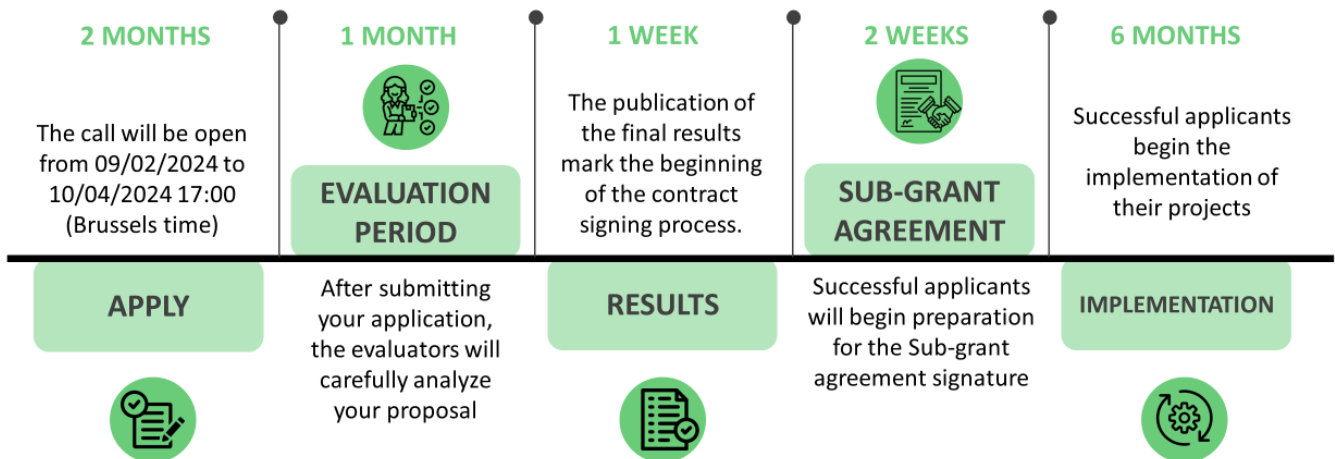 2 MONTHS
The call will be open
from 09/02/2024 to
10/04/2024 17:00
(Brussels time)
APPLY
1 MONTH
EVALUATION
PERIOD
After submitting
your application,
the evaluators will
carefully analyze
your proposal
1 WEEK
The publication of
the final results
mark the beginning
of the contract
signing process.
RESULTS
2 WEEKS
SUB-GRANT
AGREEMENT
Successful applicants
will begin preparation
for the Sub-grant
agreement signature
6 MONTHS
Successful applicants
begin the
implementation of
their projects
IMPLEMENTATION